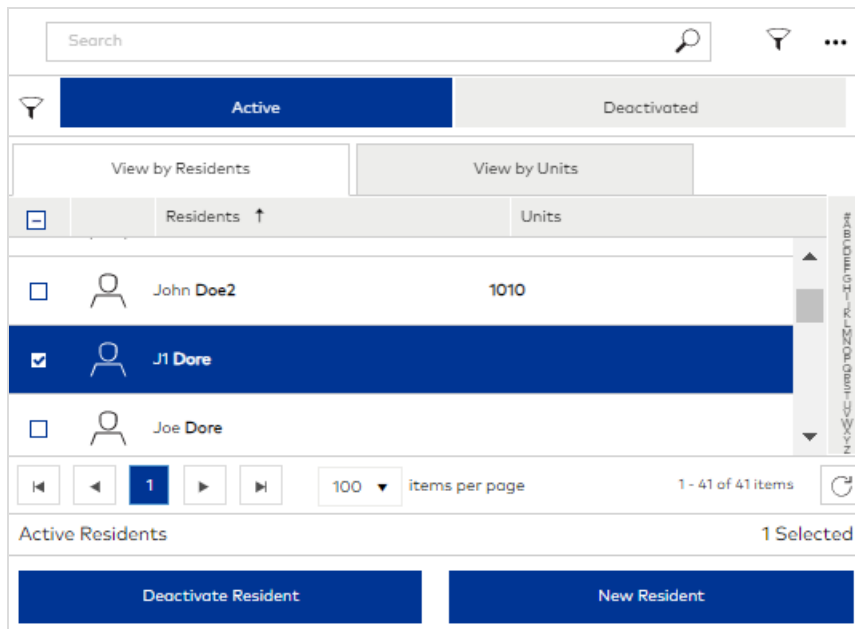 Search
Active Deactivated
View by Residents View by Units
Residents ↑ Units
John Doe2 1010
J1 Dore
Joe Dore
1 100 items per page 1 - 41 of 41 items
Active Residents 1 Selected
Deactivate Resident New Resident
#
A
B
C
D
E
F
G
H
I
J
K
L
M
N
O
P
Q
R
S
T
U
V
W
X
Y
Z